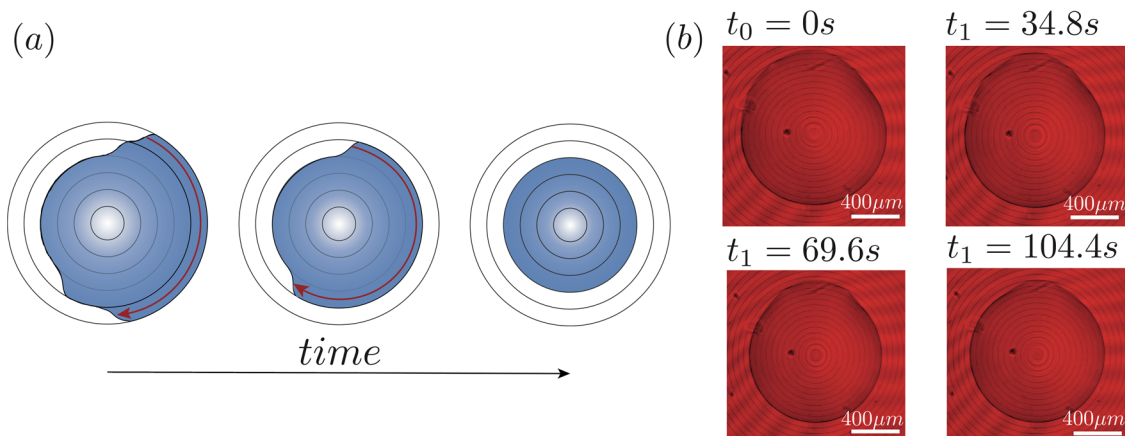 (a)
time
(b)
t₀ = 0s
t₁ = 34.8s
400μm
400μm
t₁ = 69.6s
t₁ = 104.4s
400μm
400μm